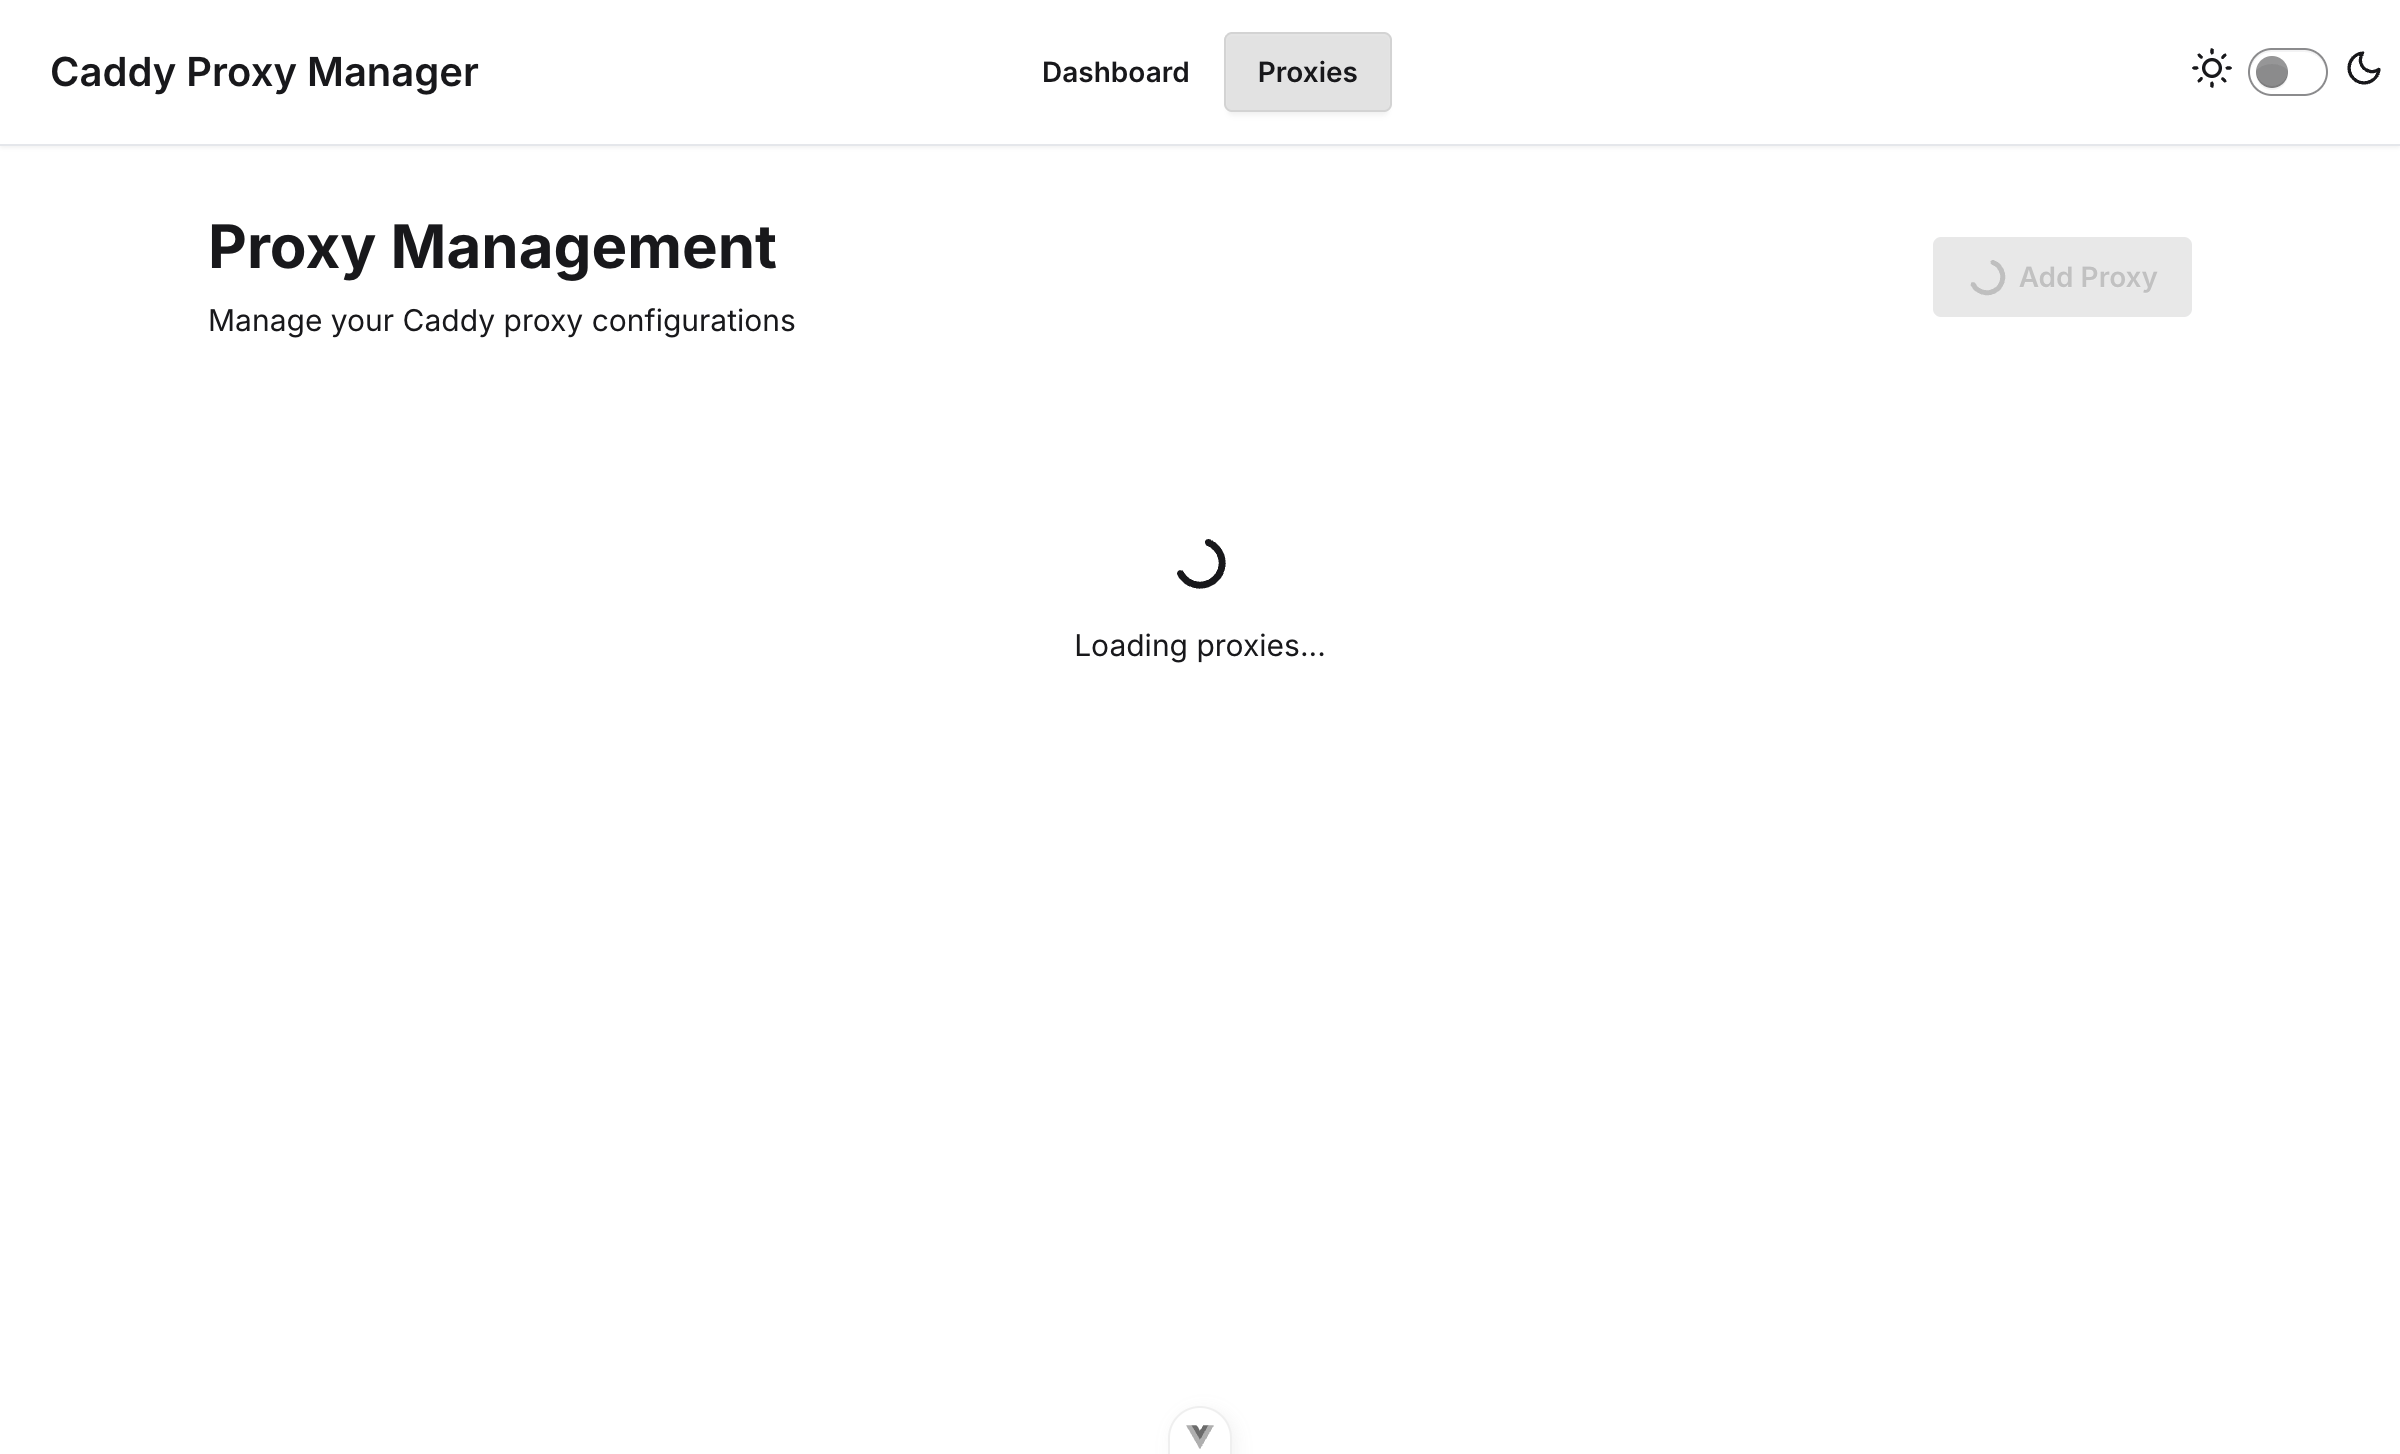 Caddy Proxy Manager
Dashboard
Proxies
Proxy Management
Manage your Caddy proxy configurations
Add Proxy
Loading proxies...